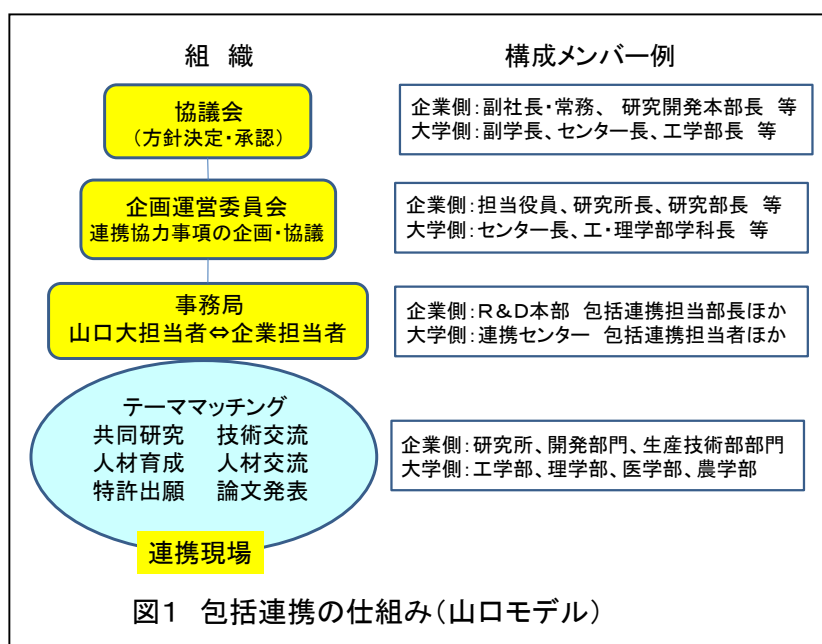 組 織
構成メンバー例
協議会
(方針決定・承認)
企業側:副社長・常務、 研究開発本部長 等
大学側:副学長、センター長、工学部長 等
企画運営委員会
連携協力事項の企画・協議
企業側:担当役員、研究所長、研究部長 等
大学側:センター長、工・理学部学科長 等
事務局
山口大担当者⇔企業担当者
企業側:R&D本部 包括連携担当部長ほか
大学側:連携センター 包括連携担当者ほか
テーママッチング
共同研究 技術交流
人材育成 人材交流
特許出願 論文発表
企業側:研究所、開発部門、生産技術部部門
大学側:工学部、理学部、医学部、農学部
連携現場
図1 包括連携の仕組み(山口モデル)